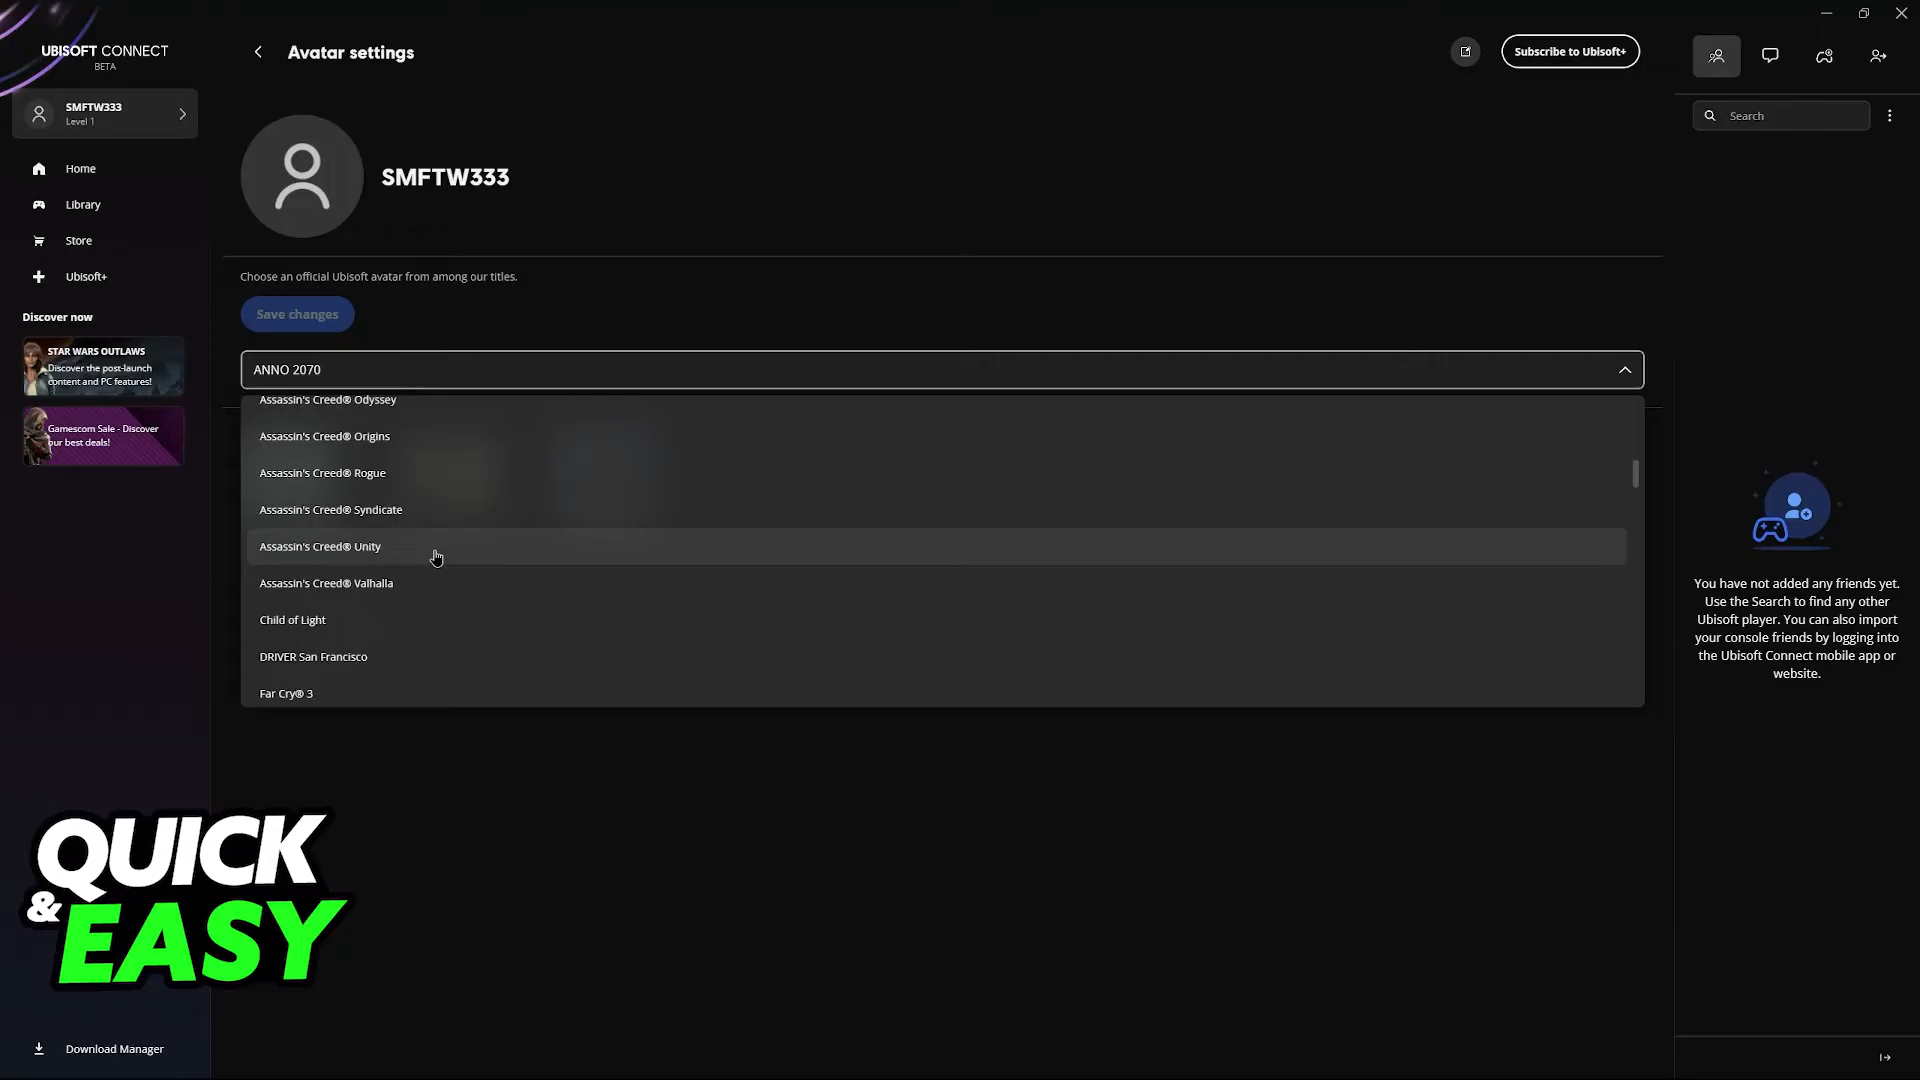 UBISOFT CONNECT
BETA
SMFTW333
Level 1
Home
Library
Store
Ubisoft+
Discover now
STAR WARS OUTLAWS
Discover the post-launch
content and PC features!
Gamescom Sale - Discover
our best deals!
QUICK
&
EASY
Download Manager
Avatar settings
Subscribe to Ubisoft+
SMFTW333
Choose an official Ubisoft avatar from among our titles.
Save changes
ANNO 2070
Assassin's Creed® Odyssey
Assassin's Creed® Origins
Assassin's Creed® Rogue
Assassin's Creed® Syndicate
Assassin's Creed® Unity
Assassin's Creed® Valhalla
Child of Light
DRIVER San Francisco
Far Cry® 3
Search
You have not added any friends yet.
Use the Search to find any other
Ubisoft player. You can also import
your console friends by logging into
the Ubisoft Connect mobile app or
website.